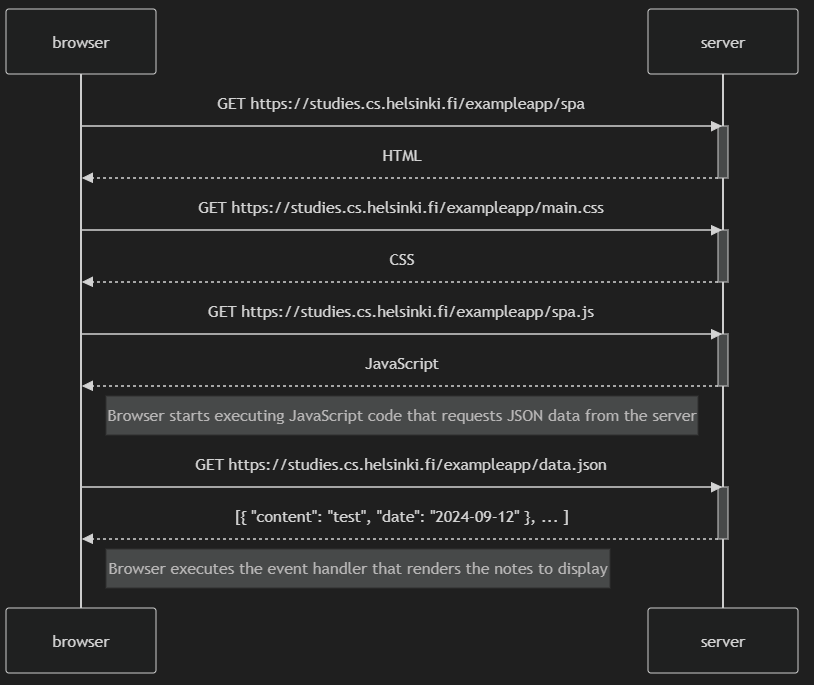 browser
server
GET https://studies.cs.helsinki.fi/exampleapp/spa
HTML
GET https://studies.cs.helsinki.fi/exampleapp/main.css
CSS
GET https://studies.cs.helsinki.fi/exampleapp/spa.js
JavaScript
Browser starts executing JavaScript code that requests JSON data from the server
GET https://studies.cs.helsinki.fi/exampleapp/data.json
[{ "content": "test", "date": "2024-09-12" }, ... ]
Browser executes the event handler that renders the notes to display
browser
server